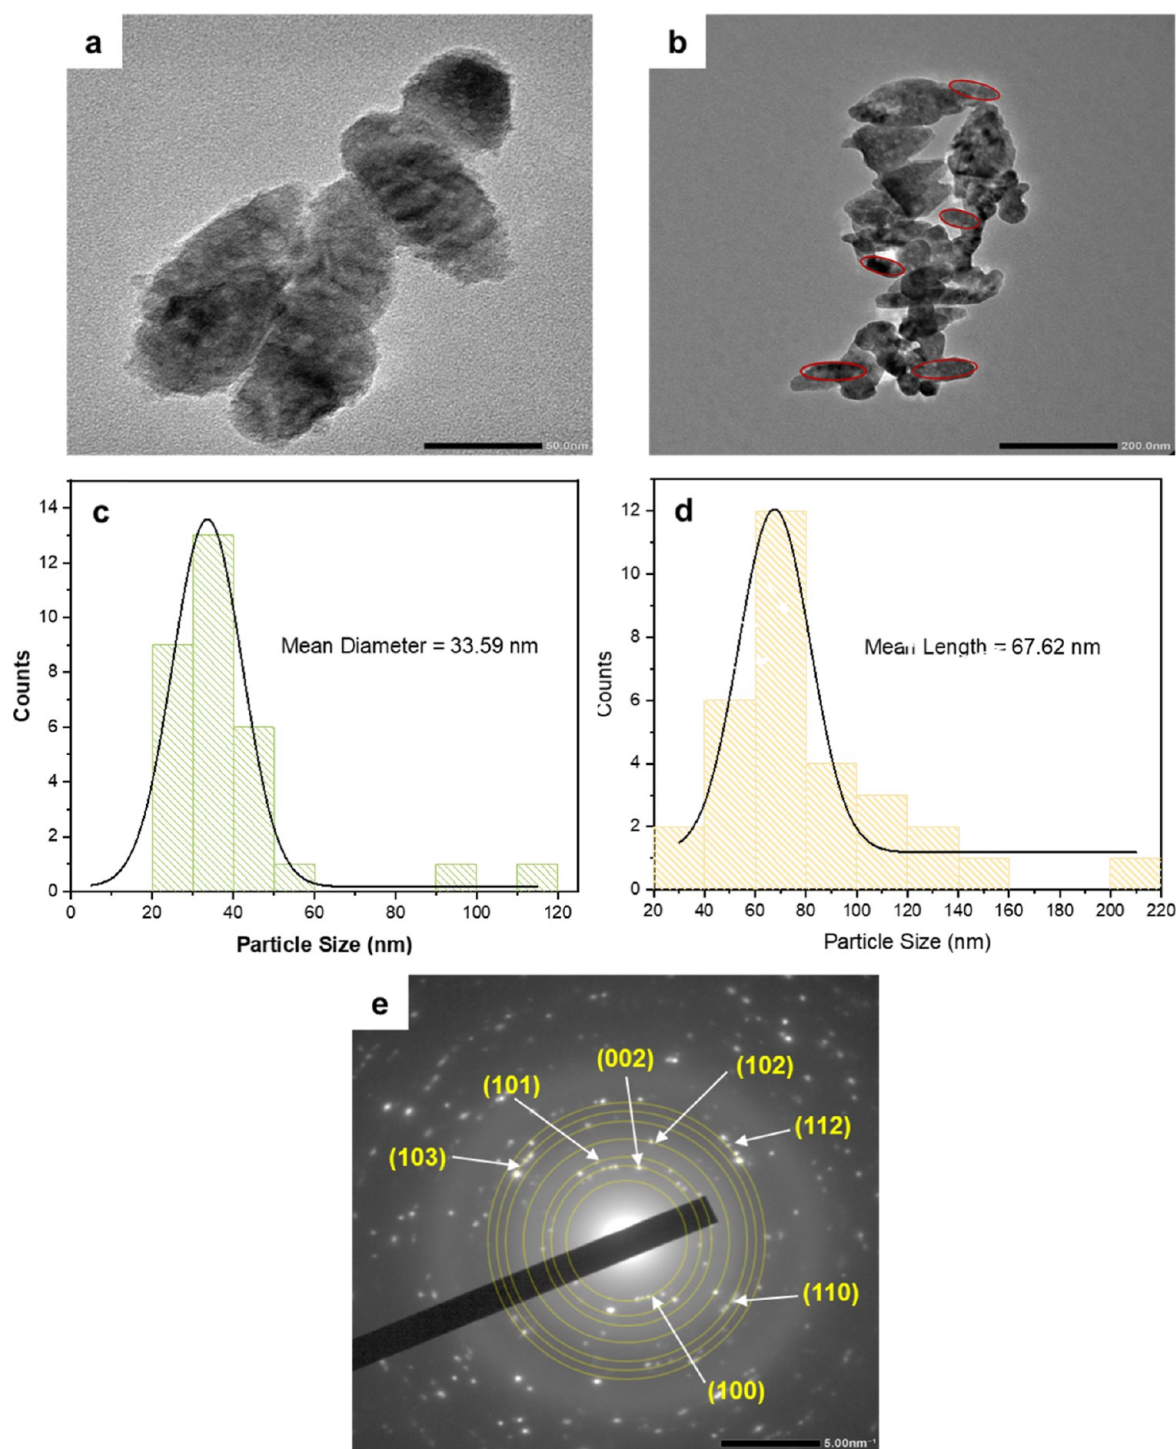 a
b
50.0nm
200.0nm
c
14
12
10
8
6
4
2
0
Counts
Mean Diameter = 33.59 nm
0 20 40 60 80 100 120
Particle Size (nm)
d
12
10
8
6
4
2
0
Counts
Mean Length = 67.62 nm
20 40 60 80 100 120 140 160 180 200 220
Particle Size (nm)
e
(002)
(102)
(101)
(112)
(103)
(110)
(100)
5.00nm⁻¹